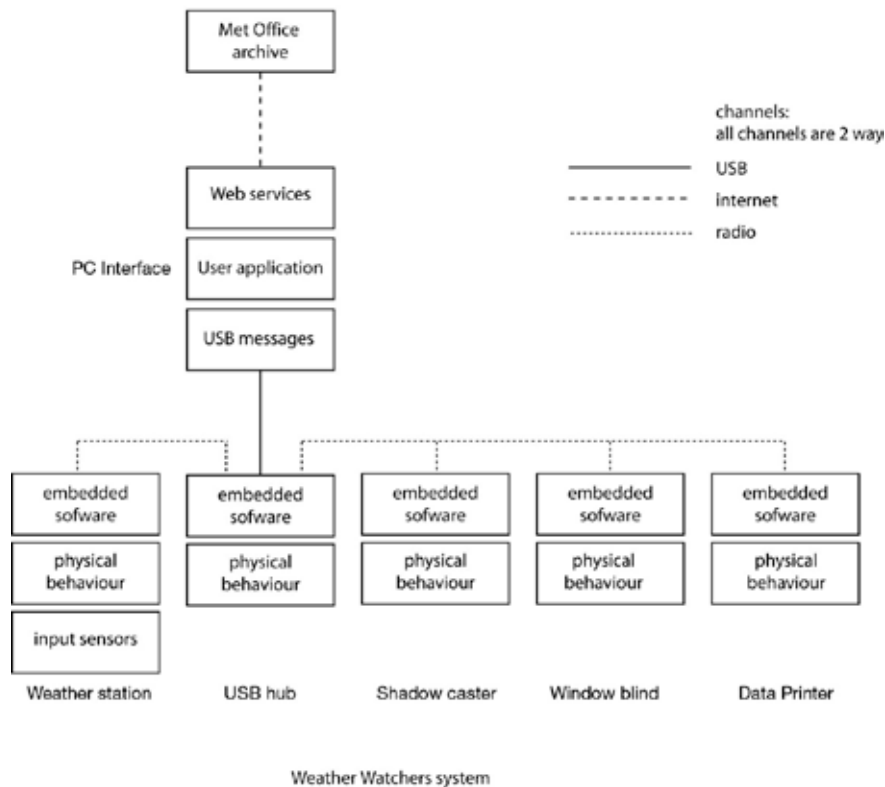 Met Office
archive
channels:
all channels are 2 way
USB
internet
radio
Web services
PC Interface
User application
USB messages
embedded
sofware
embedded
sofware
embedded
sofware
embedded
sofware
embedded
sofware
physical
behaviour
physical
behaviour
physical
behaviour
physical
behaviour
physical
behaviour
input sensors
Weather station
USB hub
Shadow caster
Window blind
Data Printer
Weather Watchers system